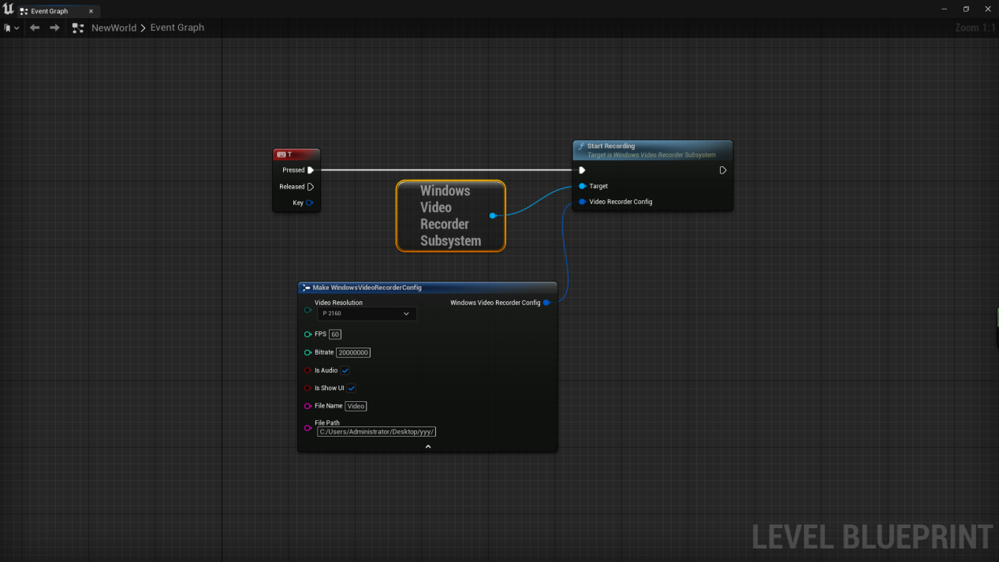 Event Graph
NewWorld > Event Graph
Zoom 1:1
T
Pressed
Released
Key
Windows
Video
Recorder
Subsystem
Start Recording
Target is Windows Video Recorder Subsystem
Target
Video Recorder Config
Make WindowsVideoRecorderConfig
Video Resolution
P 2160
Windows Video Recorder Config
FPS 60
Bitrate 20000000
Is Audio
Is Show UI
File Name Video
File Path
C:/Users/Administrator/Desktop/yyy/
LEVEL BLUEPRINT